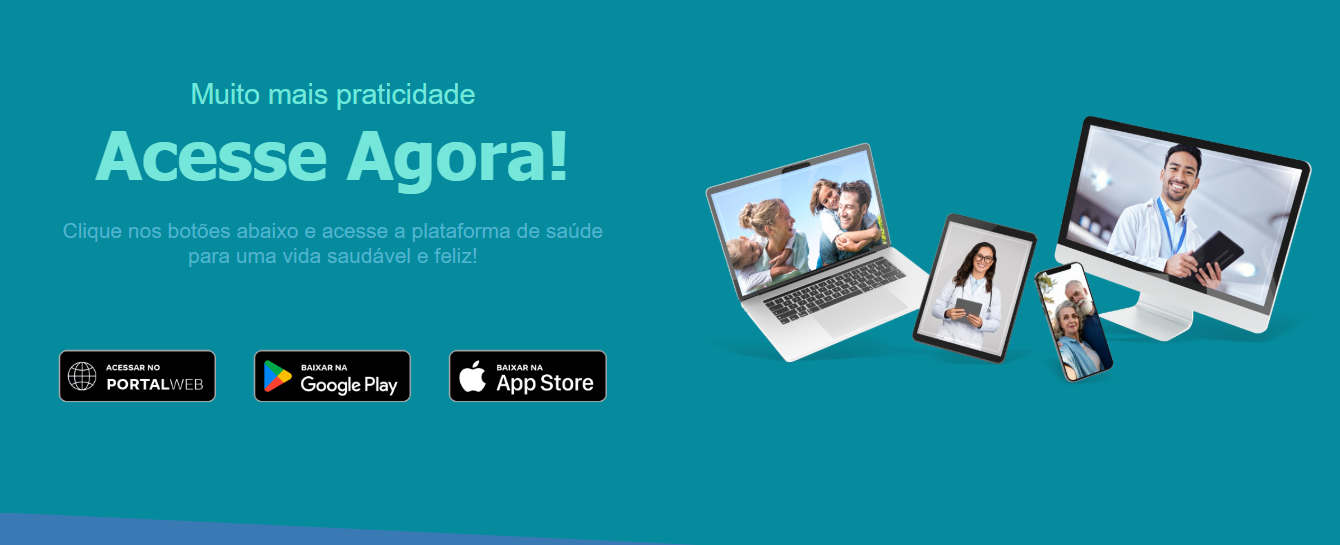 Muito mais praticidade
Acesse Agora!
Clique nos botões abaixo e acesse a plataforma de saúde
para uma vida saudável e feliz!
ACESSAR NO
PORTALWEB
BAIXAR NA
Google Play
BAIXAR NA
App Store